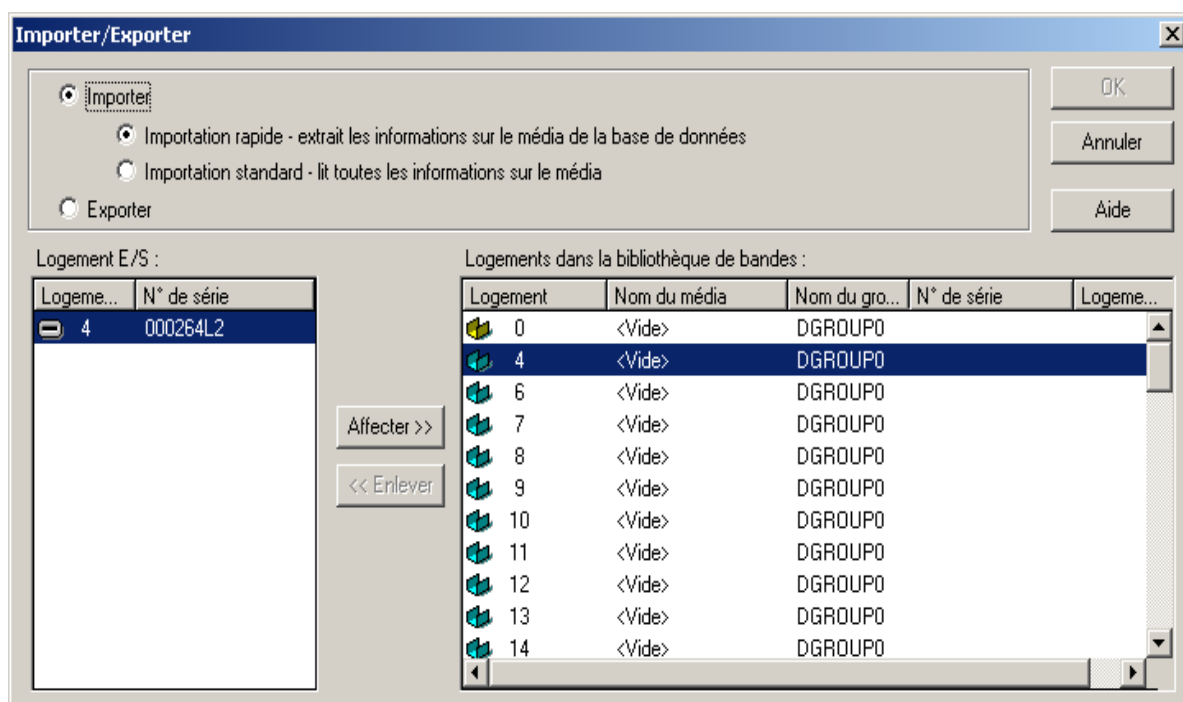 Importer/Exporter
Importer
Importation rapide - extrait les informations sur le média de la base de données
Importation standard - lit toutes les informations sur le média
Exporter
OK
Annuler
Aide
Logement E/S :
Logeme... N° de série
4 000264L2
Affecter >>
<< Enlever
Logements dans la bibliothèque de bandes :
Logement Nom du média Nom du gro... N° de série Logeme...
0 <Vide> DGROUP0
4 <Vide> DGROUP0
6 <Vide> DGROUP0
7 <Vide> DGROUP0
8 <Vide> DGROUP0
9 <Vide> DGROUP0
10 <Vide> DGROUP0
11 <Vide> DGROUP0
12 <Vide> DGROUP0
13 <Vide> DGROUP0
14 <Vide> DGROUP0